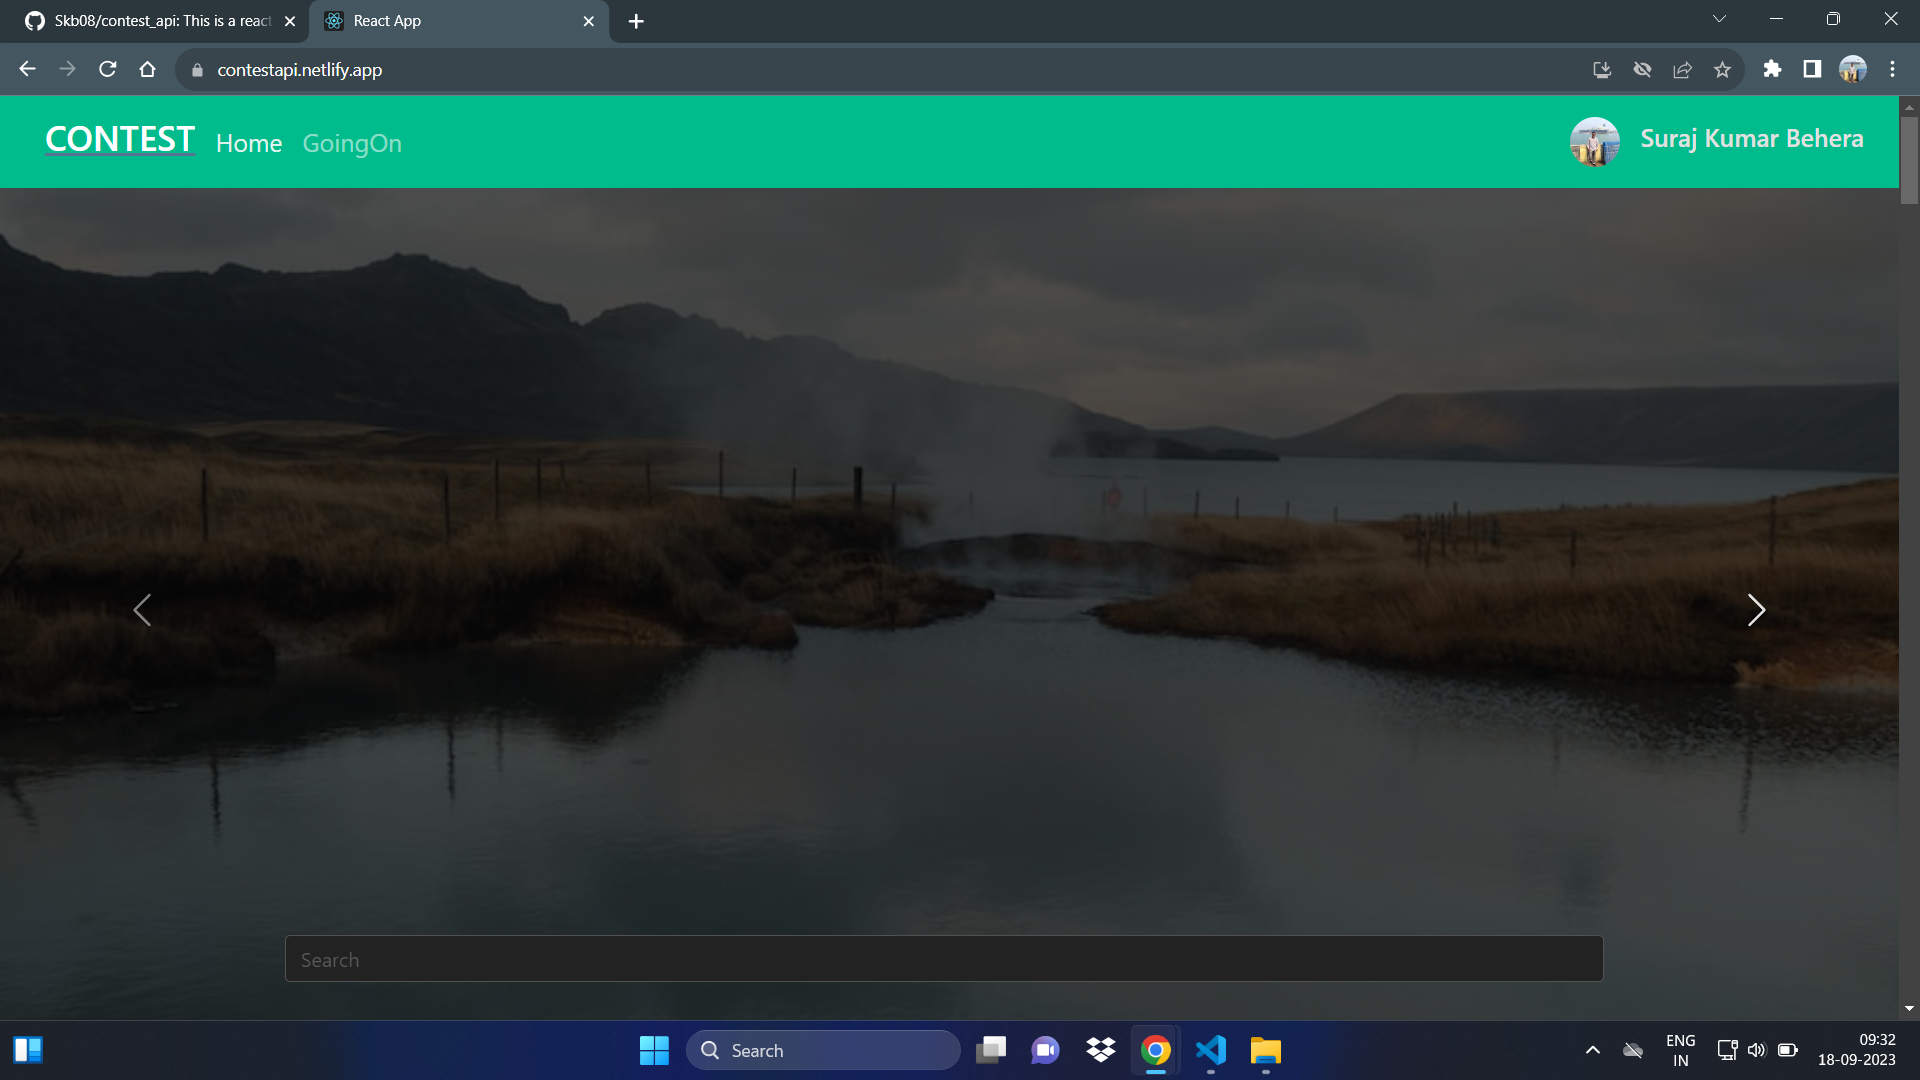 Skb08/contest_api: This is a react
React App
contestapi.netlify.app
CONTEST
Home
GoingOn
Suraj Kumar Behera
Search
Search
ENG
IN
09:32
18-09-2023